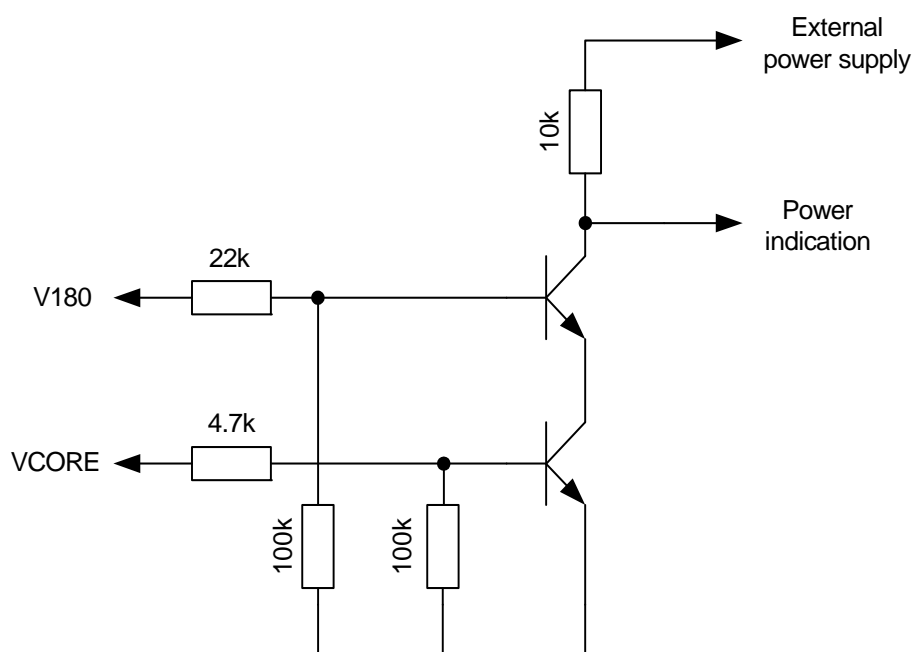 External
power supply
10k
Power
indication
22k
V180
4.7k
VCORE
100k
100k